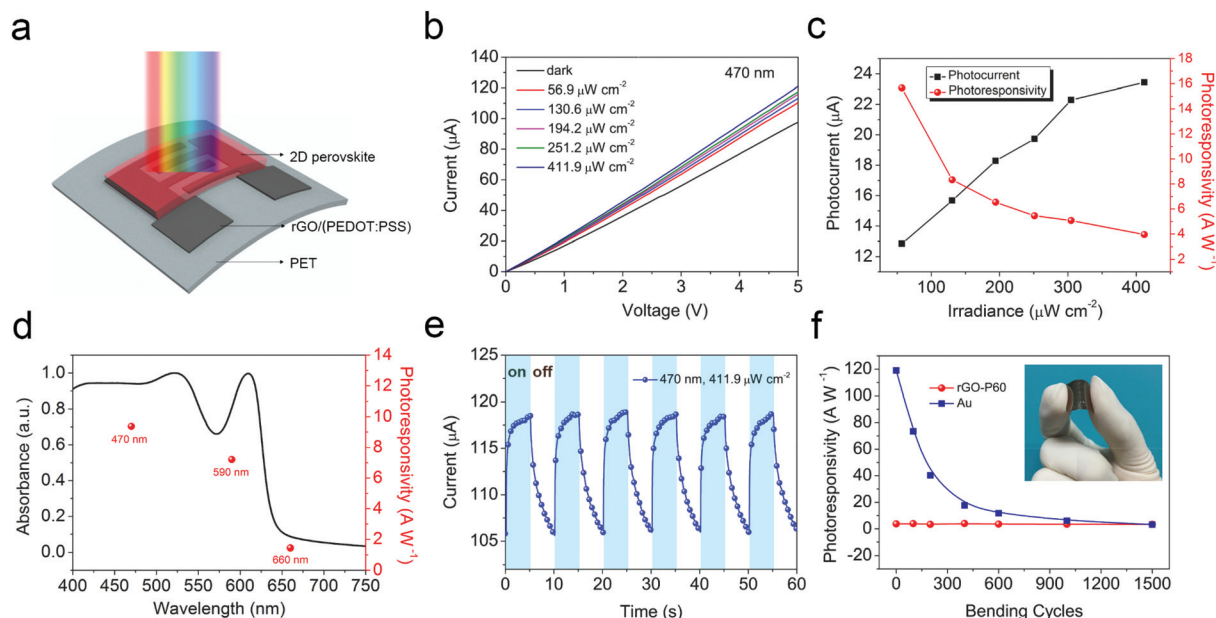 a
2D perovskite
rGO/(PEDOT:PSS)
PET
b
Current (μA)
140
120
100
80
60
40
20
0
dark
56.9 μW cm⁻²
130.6 μW cm⁻²
194.2 μW cm⁻²
251.2 μW cm⁻²
411.9 μW cm⁻²
470 nm
0 1 2 3 4 5
Voltage (V)
c
Photocurrent (μA)
24
22
20
18
16
14
12
Photocurrent
Photoresponsivity
18
16
14
12
10
8
6
4
2
Photoresponsivity (A W⁻¹)
100 200 300 400
Irradiance (μW cm⁻²)
d
Absorbance (a.u.)
1.0
0.8
0.6
0.4
0.2
0.0
470 nm
590 nm
660 nm
14
12
10
8
6
4
2
0
Photoresponsivity (A W⁻¹)
400 450 500 550 600 650 700 750
Wavelength (nm)
e
Current (μA)
125
120
115
110
105
100
on off
470 nm, 411.9 μW cm⁻²
0 10 20 30 40 50 60
Time (s)
f
Photoresponsivity (A W⁻¹)
120
100
80
60
40
20
0
-20
rGO-P60
Au
0 300 600 900 1200 1500
Bending Cycles